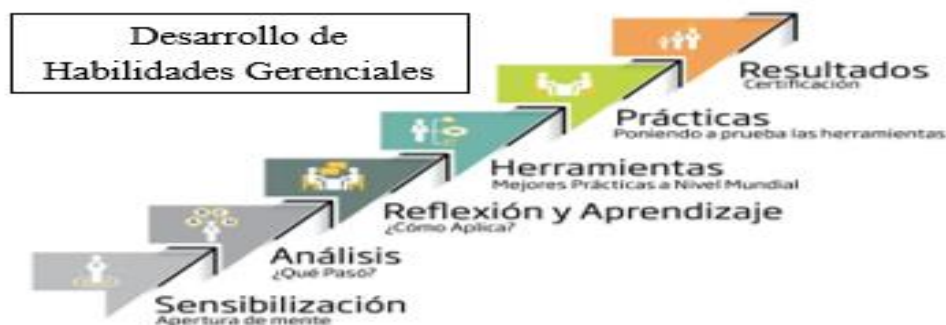 Desarrollo de
Habilidades Gerenciales
Resultados
Certificación
Prácticas
Poniendo a prueba las herramientas
Herramientas
Mejores Prácticas a Nivel Mundial
Reflexión y Aprendizaje
¿Cómo Aplica?
Análisis
¿Qué Pasó?
Sensibilización
Apertura de mente